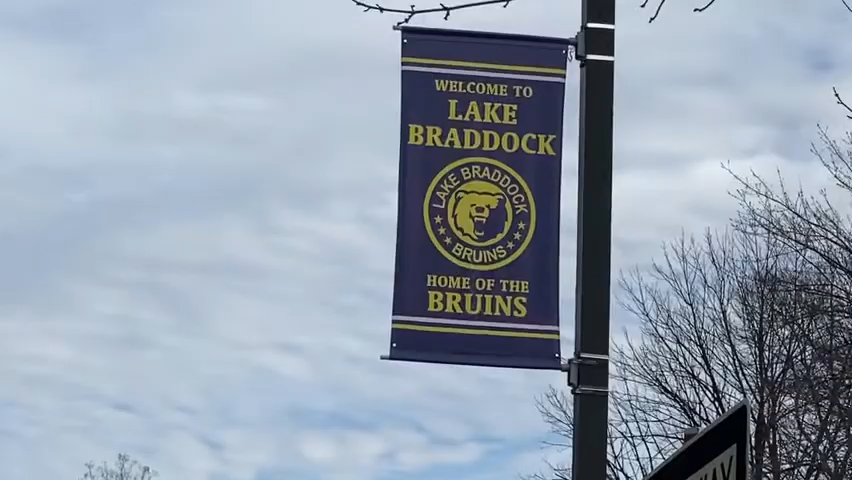 WELCOME TO
LAKE
BRADDOCK
LAKE BRADDOCK
BRUINS
HOME OF THE
BRUINS